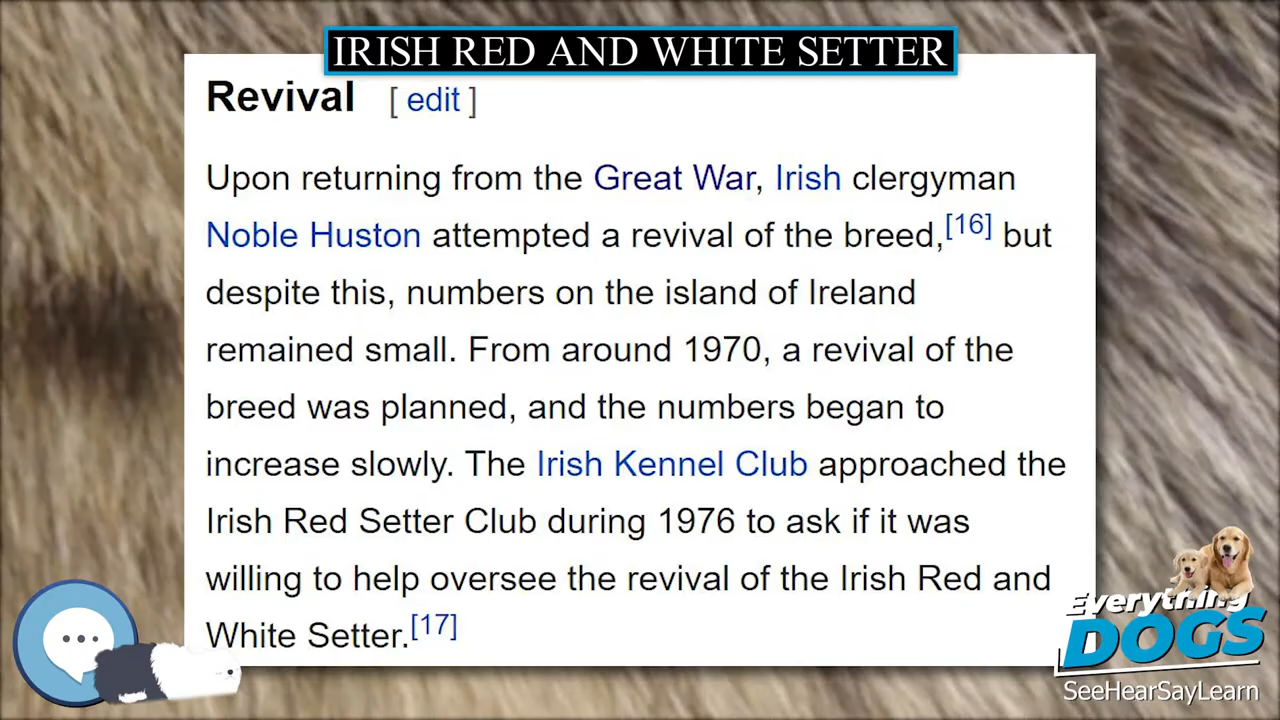 IRISH RED AND WHITE SETTER
Revival [ edit ]
Upon returning from the Great War, Irish clergyman
Noble Huston attempted a revival of the breed,[16] but
despite this, numbers on the island of Ireland
remained small. From around 1970, a revival of the
breed was planned, and the numbers began to
increase slowly. The Irish Kennel Club approached the
Irish Red Setter Club during 1976 to ask if it was
willing to help oversee the revival of the Irish Red and
White Setter.[17]
Everything
DOGS
SeeHearSayLearn